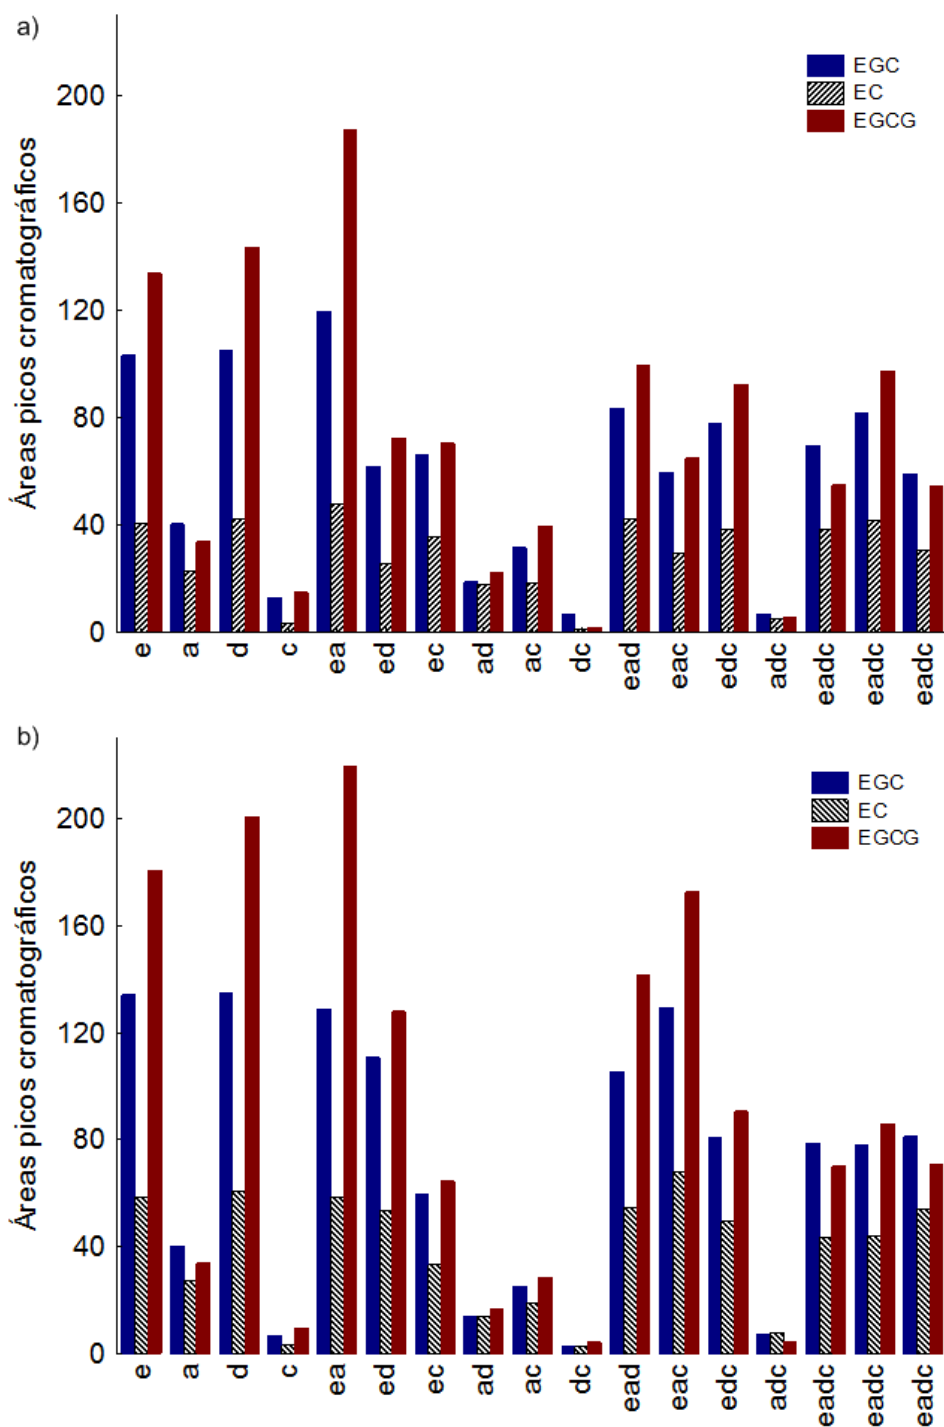 a)
Áreas picos cromatográficos
200
160
120
80
40
0
EGC
EC
EGCG
e a d c ea ed ec ad ac dc ead eac edc adc eadc eadc eadc
b)
Áreas picos cromatográficos
200
160
120
80
40
0
EGC
EC
EGCG
e a d c ea ed ec ad ac dc ead eac edc adc eadc eadc eadc